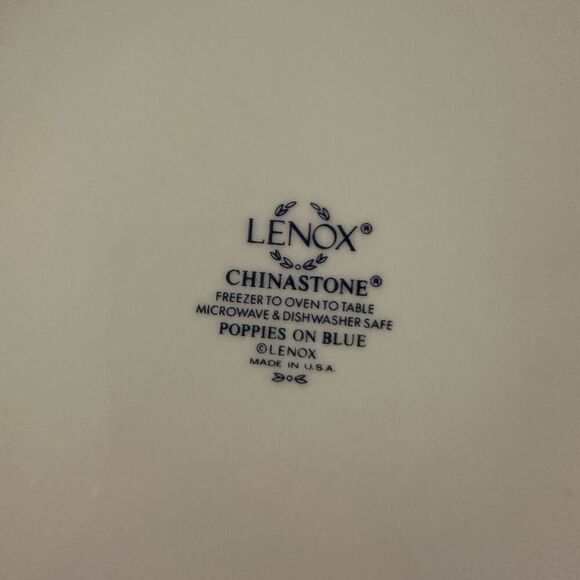 LENOX®
CHINASTONE®
FREEZER TO OVEN TO TABLE
MICROWAVE & DISHWASHER SAFE
POPPIES ON BLUE
©LENOX
MADE IN U.S.A.